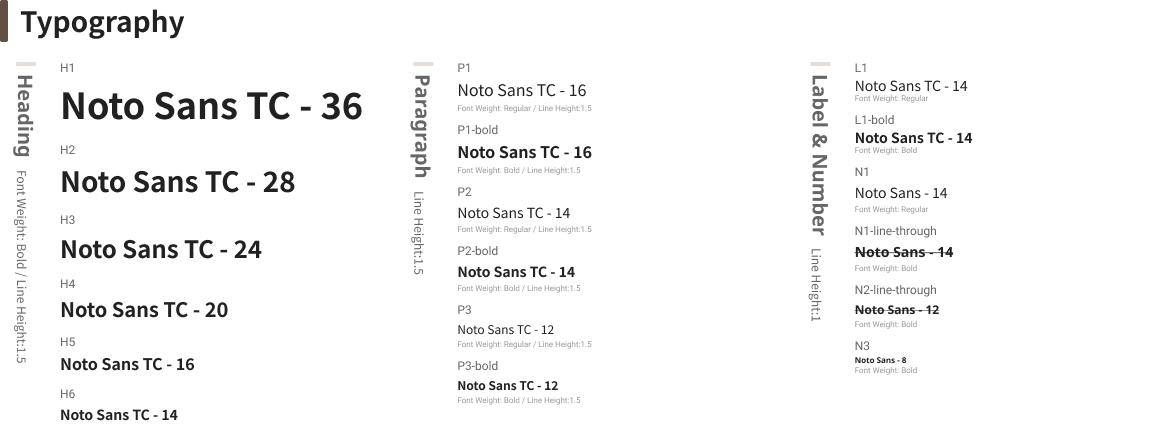 Typography
Heading
Font Weight: Bold / Line Height:1.5
H1
Noto Sans TC - 36
H2
Noto Sans TC - 28
H3
Noto Sans TC - 24
H4
Noto Sans TC - 20
H5
Noto Sans TC - 16
H6
Noto Sans TC - 14
Paragraph
Line Height:1.5
P1
Noto Sans TC - 16
Font Weight: Regular / Line Height:1.5
P1-bold
Noto Sans TC - 16
Font Weight: Bold / Line Height:1.5
P2
Noto Sans TC - 14
Font Weight: Regular / Line Height:1.5
P2-bold
Noto Sans TC - 14
Font Weight: Bold / Line Height:1.5
P3
Noto Sans TC - 12
Font Weight: Regular / Line Height:1.5
P3-bold
Noto Sans TC - 12
Font Weight: Bold / Line Height:1.5
Label & Number
Line Height:1
L1
Noto Sans TC - 14
Font Weight: Regular
L1-bold
Noto Sans TC - 14
Font Weight: Bold
N1
Noto Sans - 14
Font Weight: Regular
N1-line-through
Noto Sans - 14
Font Weight: Bold
N2-line-through
Noto Sans - 12
Font Weight: Bold
N3
Noto Sans - 8
Font Weight: Bold